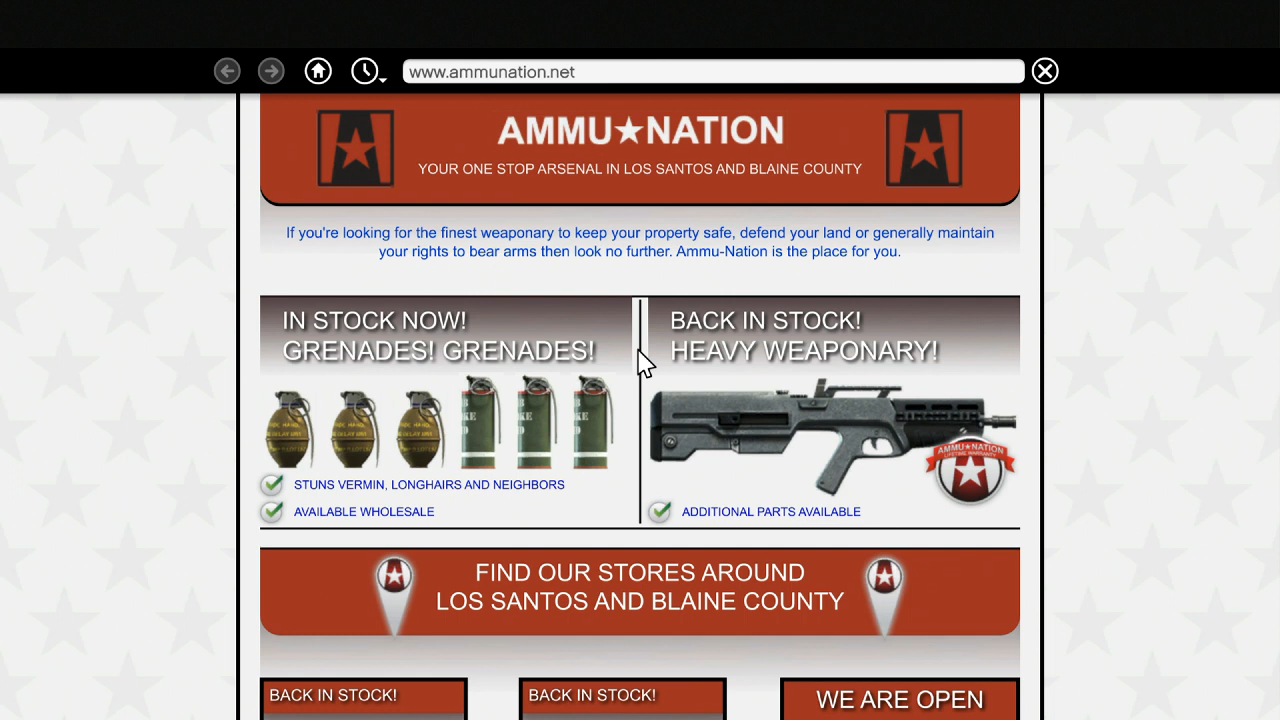 www.ammunation.net
AMMU★NATION
YOUR ONE STOP ARSENAL IN LOS SANTOS AND BLAINE COUNTY
If you're looking for the finest weaponary to keep your property safe, defend your land or generally maintain
your rights to bear arms then look no further. Ammu-Nation is the place for you.
IN STOCK NOW!
GRENADES! GRENADES!
STUNS VERMIN, LONGHAIRS AND NEIGHBORS
AVAILABLE WHOLESALE
BACK IN STOCK!
HEAVY WEAPONARY!
AMMU★NATION
LIFETIME WARRANTY
ADDITIONAL PARTS AVAILABLE
FIND OUR STORES AROUND
LOS SANTOS AND BLAINE COUNTY
BACK IN STOCK!
BACK IN STOCK!
WE ARE OPEN